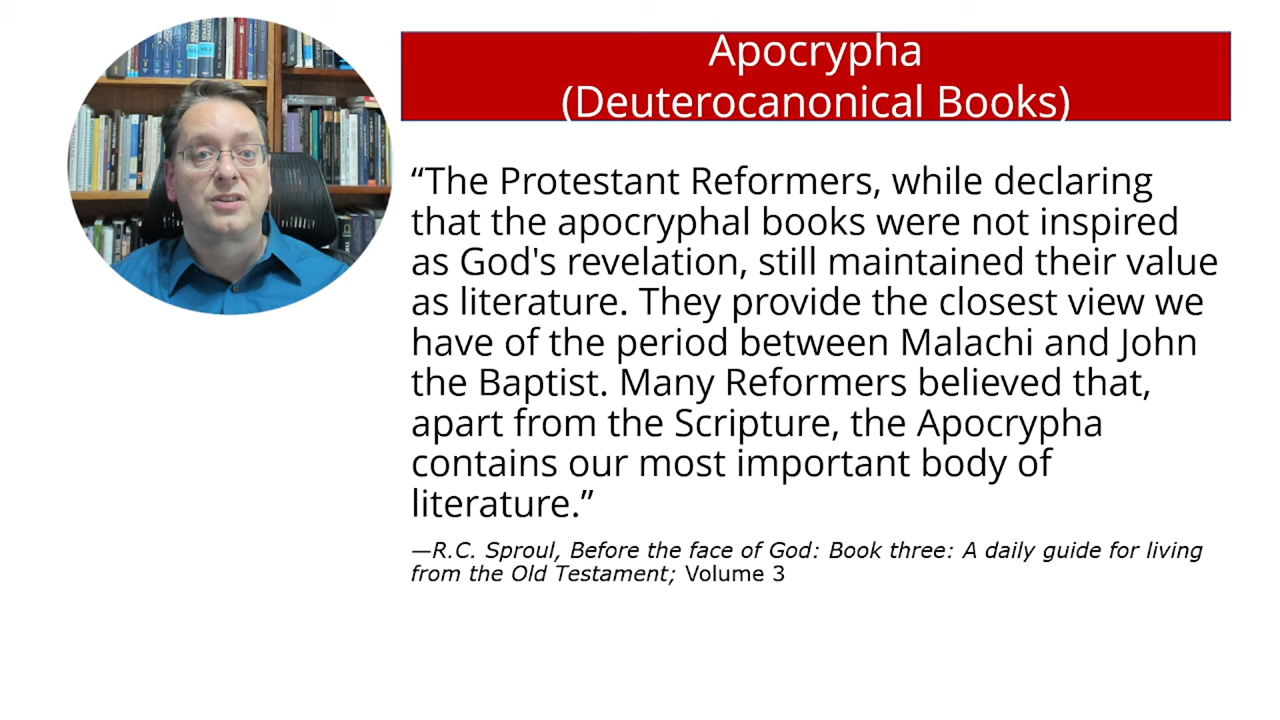 Apocrypha
(Deuterocanonical Books)
“The Protestant Reformers, while declaring
that the apocryphal books were not inspired
as God's revelation, still maintained their value
as literature. They provide the closest view we
have of the period between Malachi and John
the Baptist. Many Reformers believed that,
apart from the Scripture, the Apocrypha
contains our most important body of
literature.”
—R.C. Sproul, Before the face of God: Book three: A daily guide for living
from the Old Testament; Volume 3